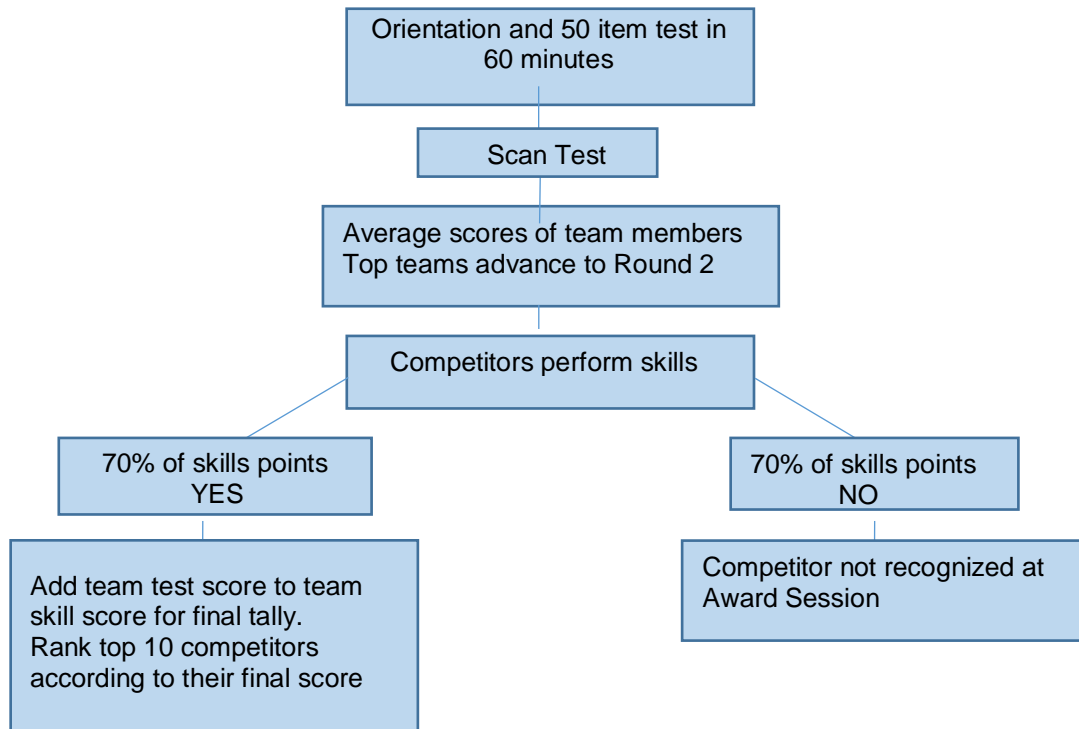 Orientation and 50 item test in
60 minutes
Scan Test
Average scores of team members
Top teams advance to Round 2
Competitors perform skills
70% of skills points
YES
70% of skills points
NO
Add team test score to team
skill score for final tally.
Rank top 10 competitors
according to their final score
Competitor not recognized at
Award Session